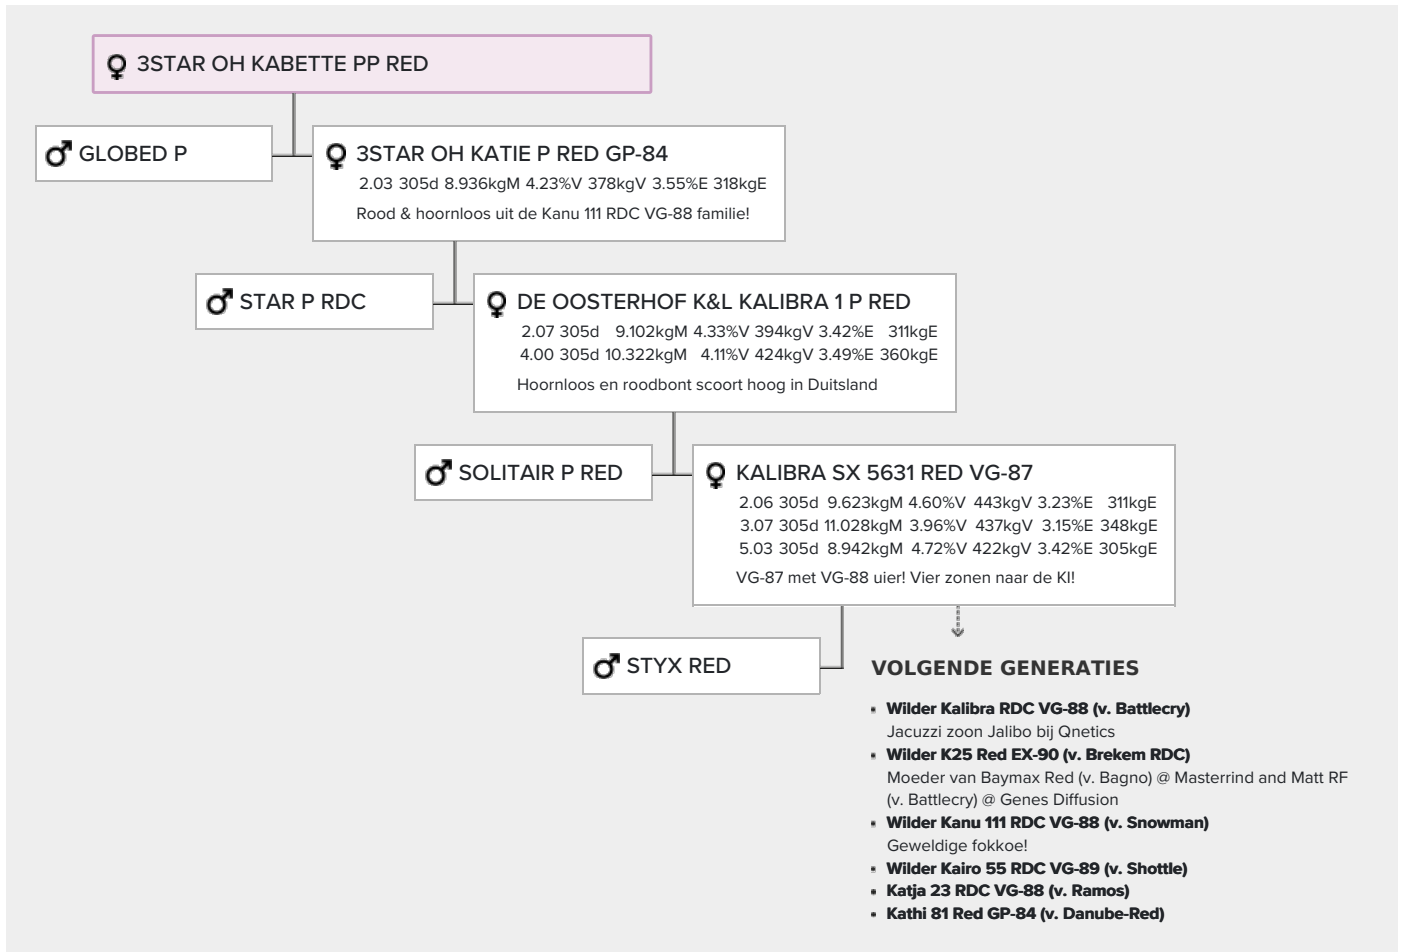 3STAR OH KABETTE PP RED
GLOBED P
3STAR OH KATIE P RED GP-84
2.03 305d 8.936kgM 4.23%V 378kgV 3.55%E 318kgE
Rood & hoornloos uit de Kanu 111 RDC VG-88 familie!
STAR P RDC
DE OOSTERHOF K&L KALIBRA 1 P RED
2.07 305d 9.102kgM 4.33%V 394kgV 3.42%E 311kgE
4.00 305d 10.322kgM 4.11%V 424kgV 3.49%E 360kgE
Hoornloos en roodbont scoort hoog in Duitsland
SOLITAIR P RED
KALIBRA SX 5631 RED VG-87
2.06 305d 9.623kgM 4.60%V 443kgV 3.23%E 311kgE
3.07 305d 11.028kgM 3.96%V 437kgV 3.15%E 348kgE
5.03 305d 8.942kgM 4.72%V 422kgV 3.42%E 305kgE
VG-87 met VG-88 uier! Vier zonen naar de KI!
STYX RED
VOLGENDE GENERATIES
Wilder Kalibra RDC VG-88 (v. Battlecry)
Jacuzzi zoon Jalibo bij Qnetics
Wilder K25 Red EX-90 (v. Brekem RDC)
Moeder van Baymax Red (v. Bagno) @ Masterrind and Matt RF
(v. Battlecry) @ Genes Diffusion
Wilder Kanu 111 RDC VG-88 (v. Snowman)
Geweldige fokkoe!
Wilder Kairo 55 RDC VG-89 (v. Shottle)
Katja 23 RDC VG-88 (v. Ramos)
Kathi 81 Red GP-84 (v. Danube-Red)